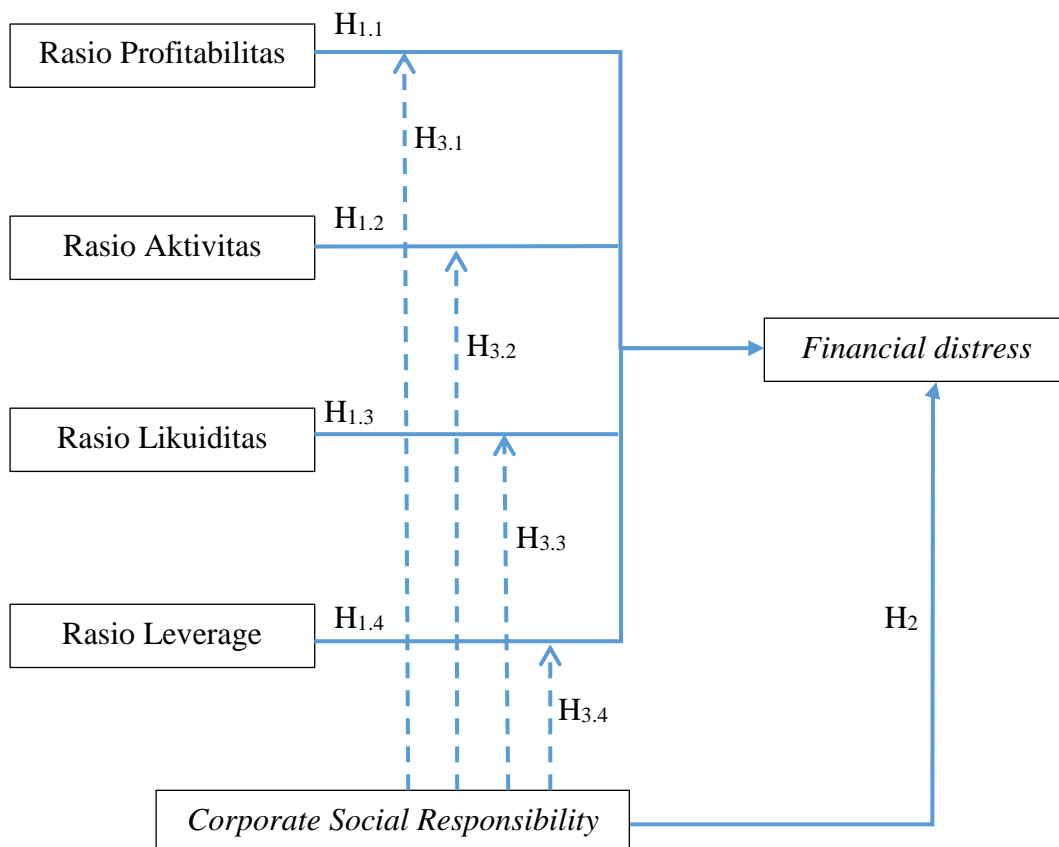 H1.1
Rasio Profitabilitas
H3.1
H1.2
Rasio Aktivitas
H3.2
Financial distress
H1.3
Rasio Likuiditas
H3.3
H1.4
Rasio Leverage
H2
H3.4
Corporate Social Responsibility